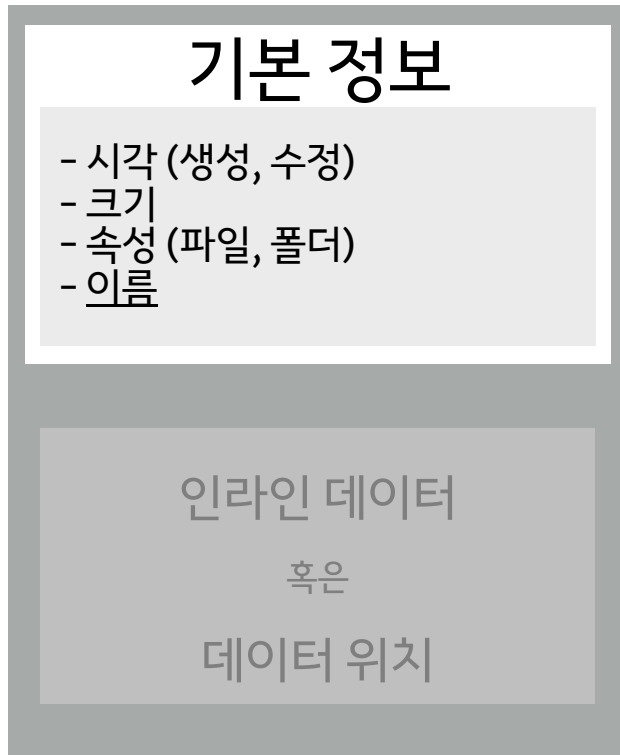 기본 정보
- 시각 (생성, 수정)
- 크기
- 속성 (파일, 폴더)
- 이름
인라인 데이터
혹은
데이터 위치